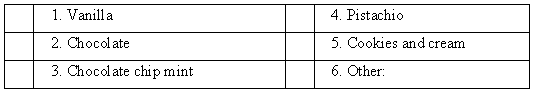 1. Vanilla
2. Chocolate
3. Chocolate chip mint
4. Pistachio
5. Cookies and cream
6. Other: